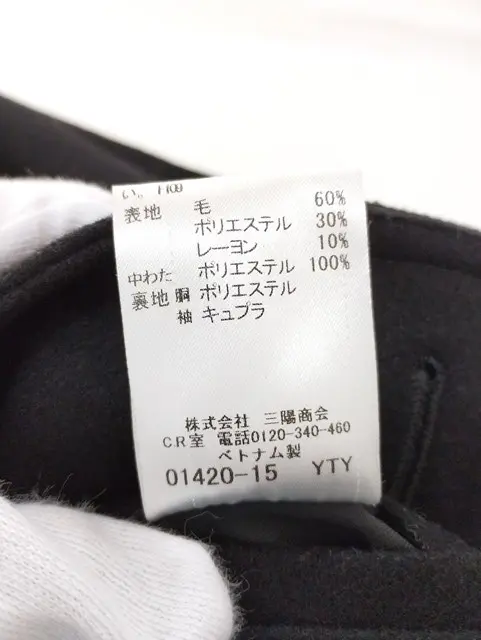 表地 毛 60%
ポリエステル 30%
レーヨン 10%
中わた ポリエステル 100%
裏地 胴 ポリエステル
袖 キュプラ
株式会社 三陽商会
CR室 電話0120-340-460
ベトナム製
01420-15 YTY